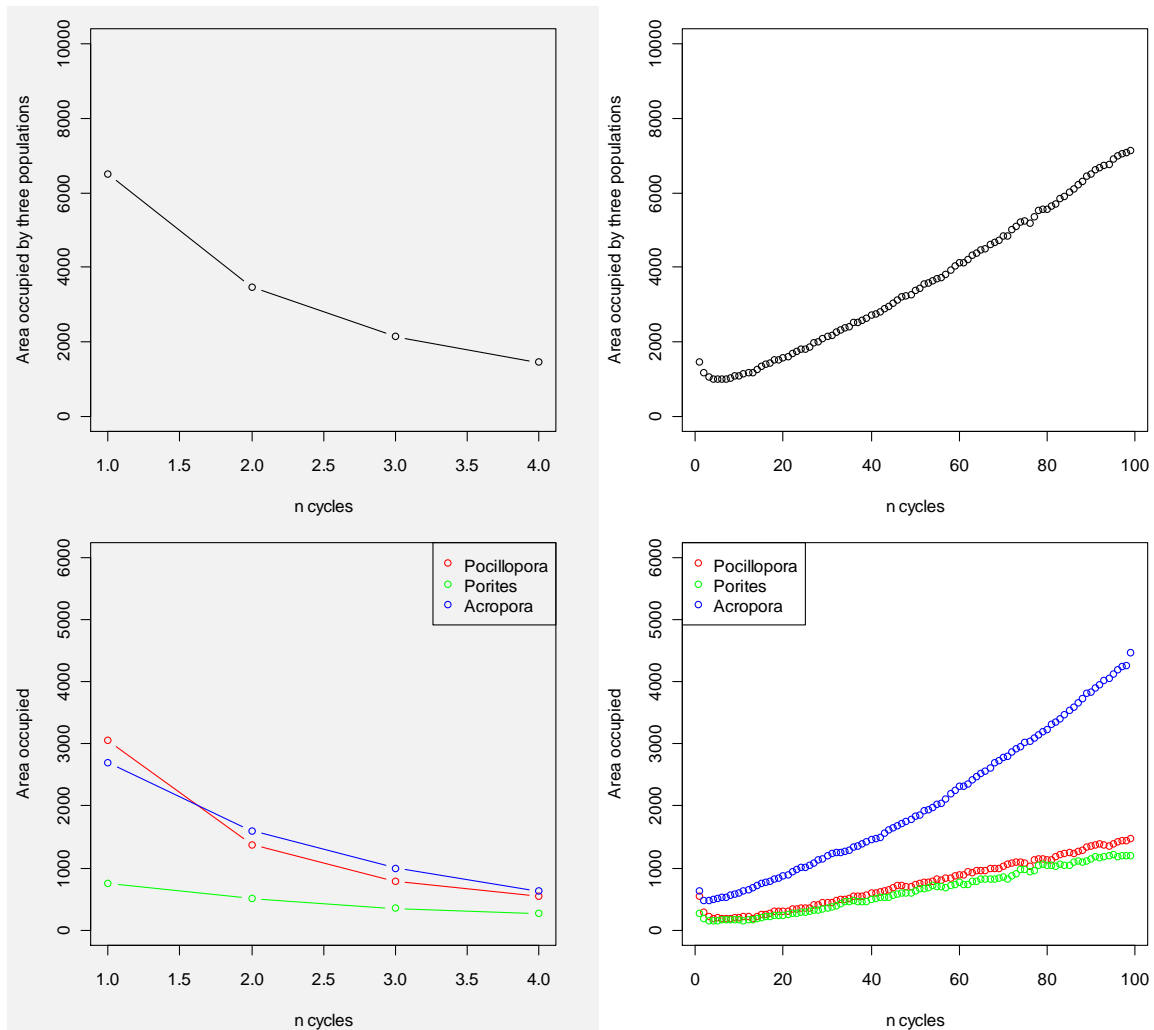 Area occupied by three populations
0 2000 4000 6000 8000 10000
1.0 1.5 2.0 2.5 3.0 3.5 4.0
n cycles
Area occupied by three populations
0 2000 4000 6000 8000 10000
0 20 40 60 80 100
n cycles
Area occupied
0 1000 2000 3000 4000 5000 6000
Pocillopora
Porites
Acropora
1.0 1.5 2.0 2.5 3.0 3.5 4.0
n cycles
Area occupied
0 1000 2000 3000 4000 5000 6000
Pocillopora
Porites
Acropora
0 20 40 60 80 100
n cycles